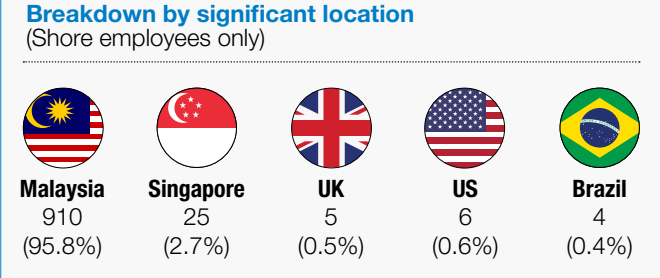 Breakdown by significant location
(Shore employees only)
Malaysia Singapore UK US Brazil
910 25 5 6 4
(95.8%) (2.7%) (0.5%) (0.6%) (0.4%)